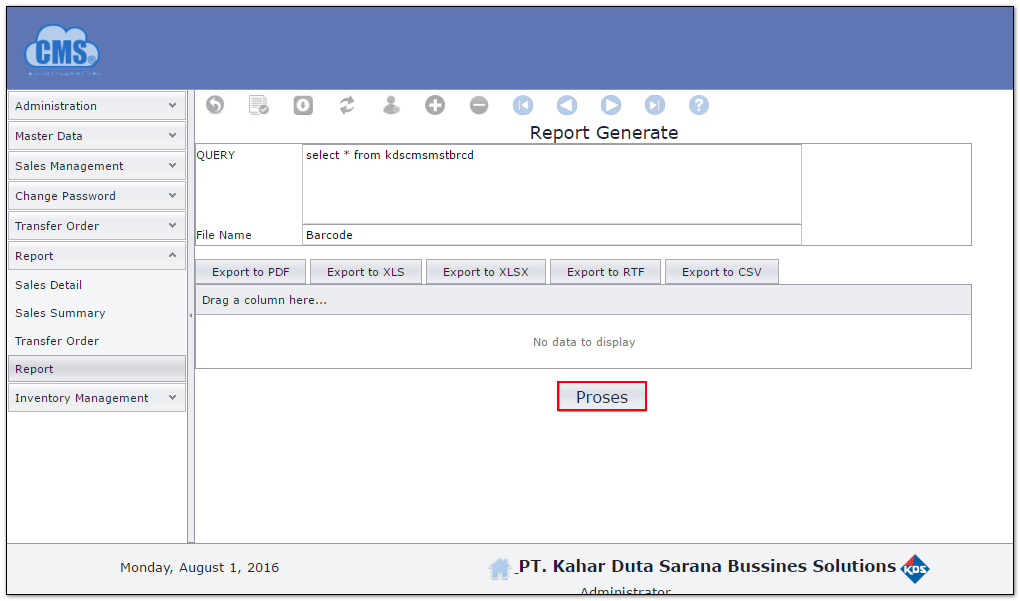 CMS®
Administration
Master Data
Sales Management
Change Password
Transfer Order
Report
Sales Detail
Sales Summary
Transfer Order
Report
Inventory Management
Report Generate
QUERY
select * from kdscmsmstbrcd
File Name
Barcode
Export to PDF
Export to XLS
Export to XLSX
Export to RTF
Export to CSV
Drag a column here...
No data to display
Proses
Monday, August 1, 2016
PT. Kahar Duta Sarana Bussines Solutions
KDS
Administrator